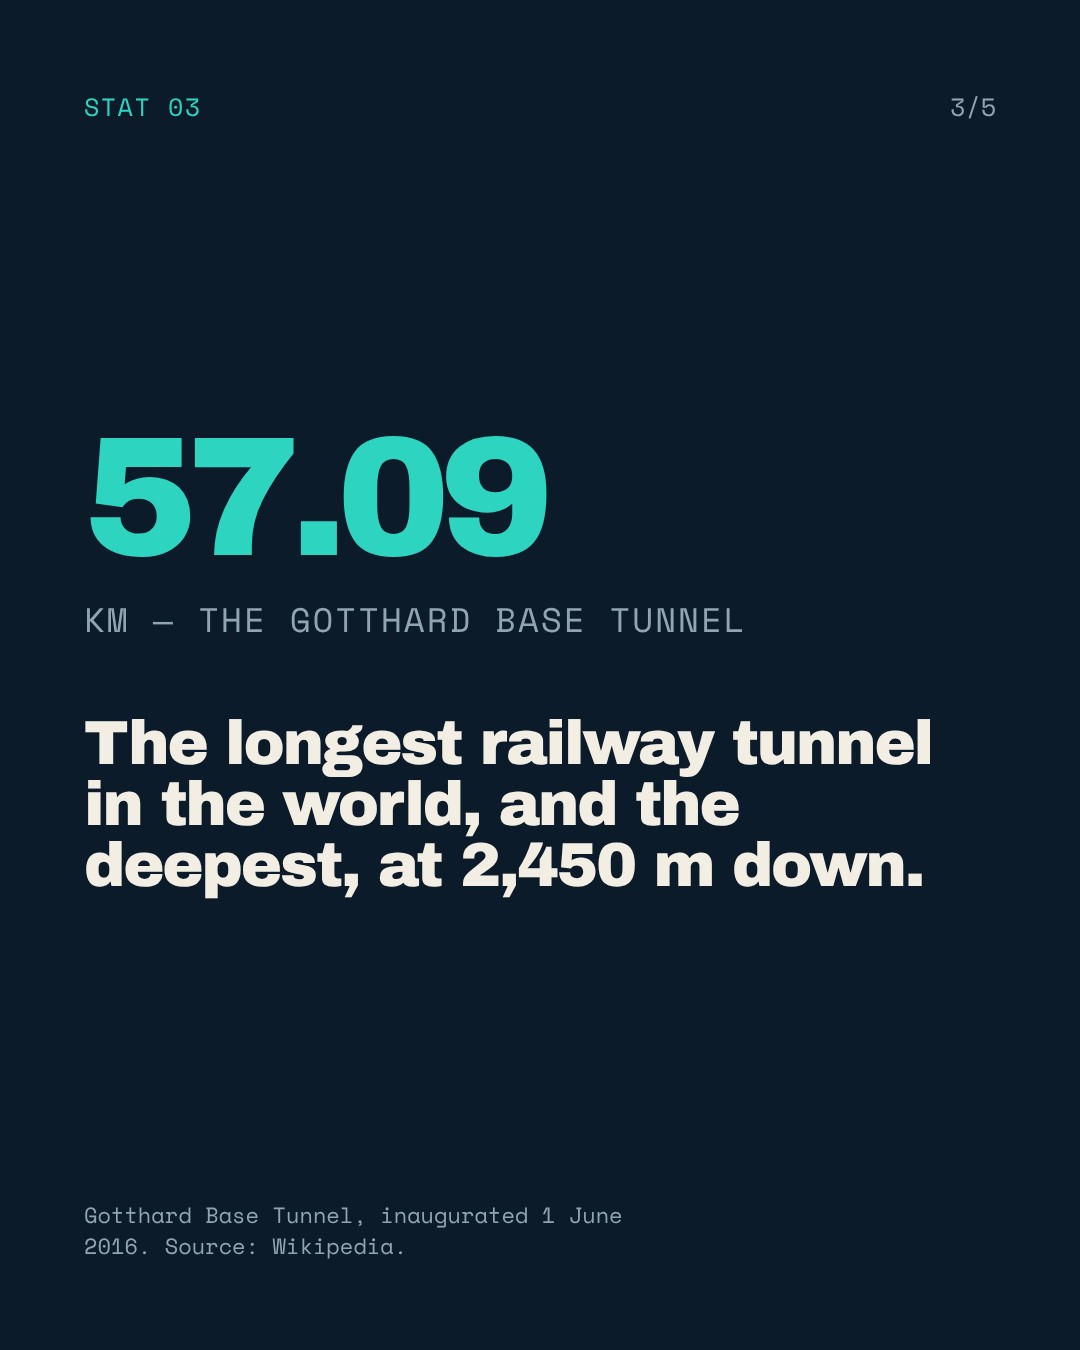 STAT 03
3/5
57.09
KM — THE GOTTHARD BASE TUNNEL
The longest railway tunnel
in the world, and the
deepest, at 2,450 m down.
Gotthard Base Tunnel, inaugurated 1 June
2016. Source: Wikipedia.